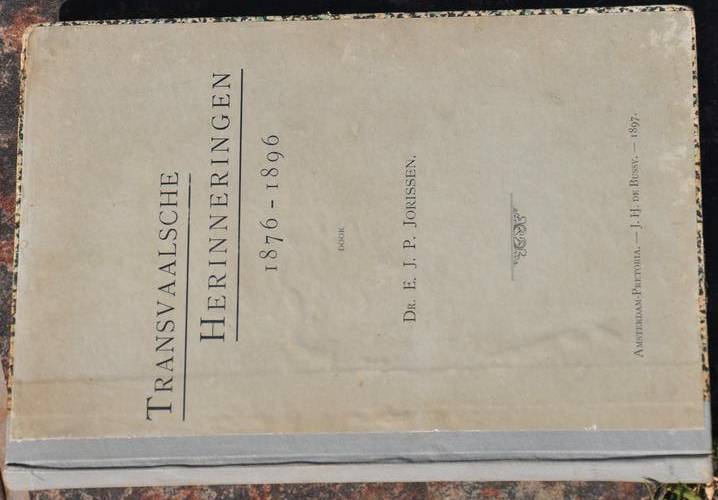 TRANSVAALSCHE
HERINNERINGEN
1876-1896
DOOR
DR. E. J. P. JORISSEN.
AMSTERDAM-PRETORIA. — J. H. DE BUSSY. — 1897.